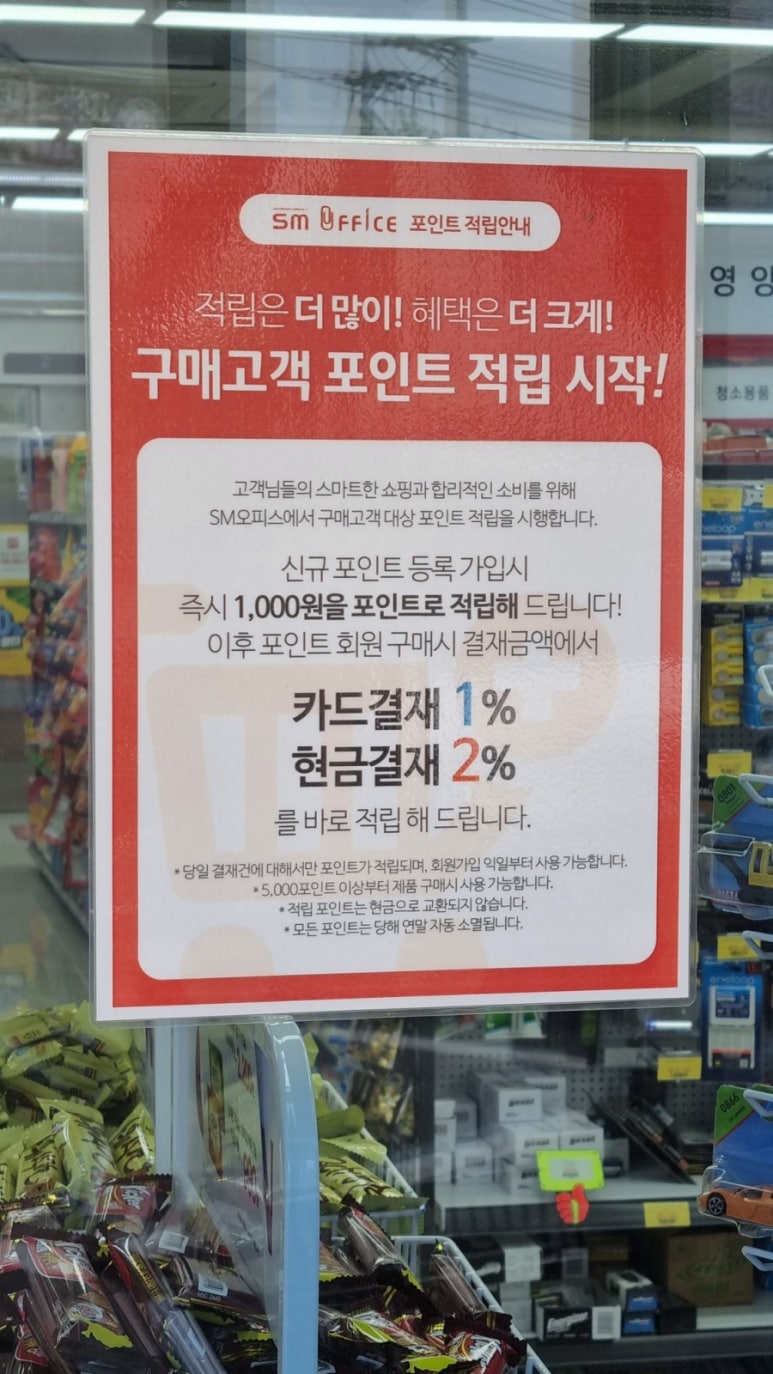 SM OFFICE 포인트 적립안내
적립은 더 많이! 혜택은 더 크게!
구매고객 포인트 적립 시작!
고객님들의 스마트한 쇼핑과 합리적인 소비를 위해
SM오피스에서 구매고객 대상 포인트 적립을 시행합니다.
신규 포인트 등록 가입시
즉시 1,000원을 포인트로 적립해 드립니다!
이후 포인트 회원 구매시 결재금액에서
카드결재 1%
현금결재 2%
를 바로 적립 해 드립니다.
* 당일 결재건에 대해서만 포인트가 적립되며, 회원가입 익일부터 사용 가능합니다.
* 5,000포인트 이상부터 제품 구매시 사용 가능합니다.
* 적립 포인트는 현금으로 교환되지 않습니다.
* 모든 포인트는 당해 연말 자동 소멸됩니다.
영 양
청소용품
eneloop
0801
eneloop
0866
Energizer